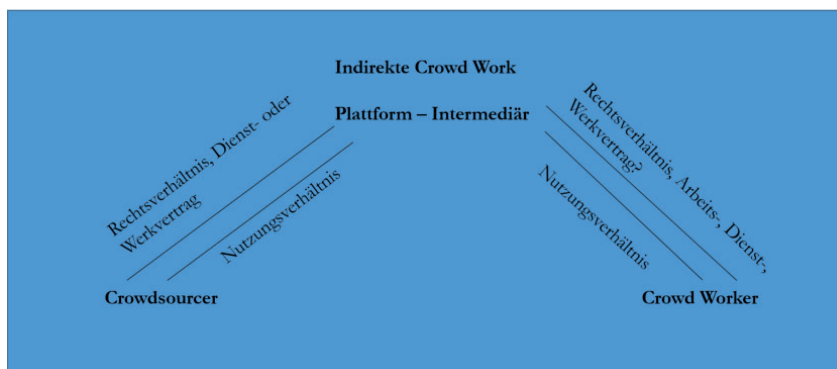 Indirekte Crowd Work
Plattform – Intermediär
Rechtsverhältnis, Dienst- oder
Werkvertrag
Nutzungsverhältnis
Rechtsverhältnis, Arbeits-, Dienst-,
Werkvertrag?
Nutzungsverhältnis
Crowdsourcer
Crowd Worker